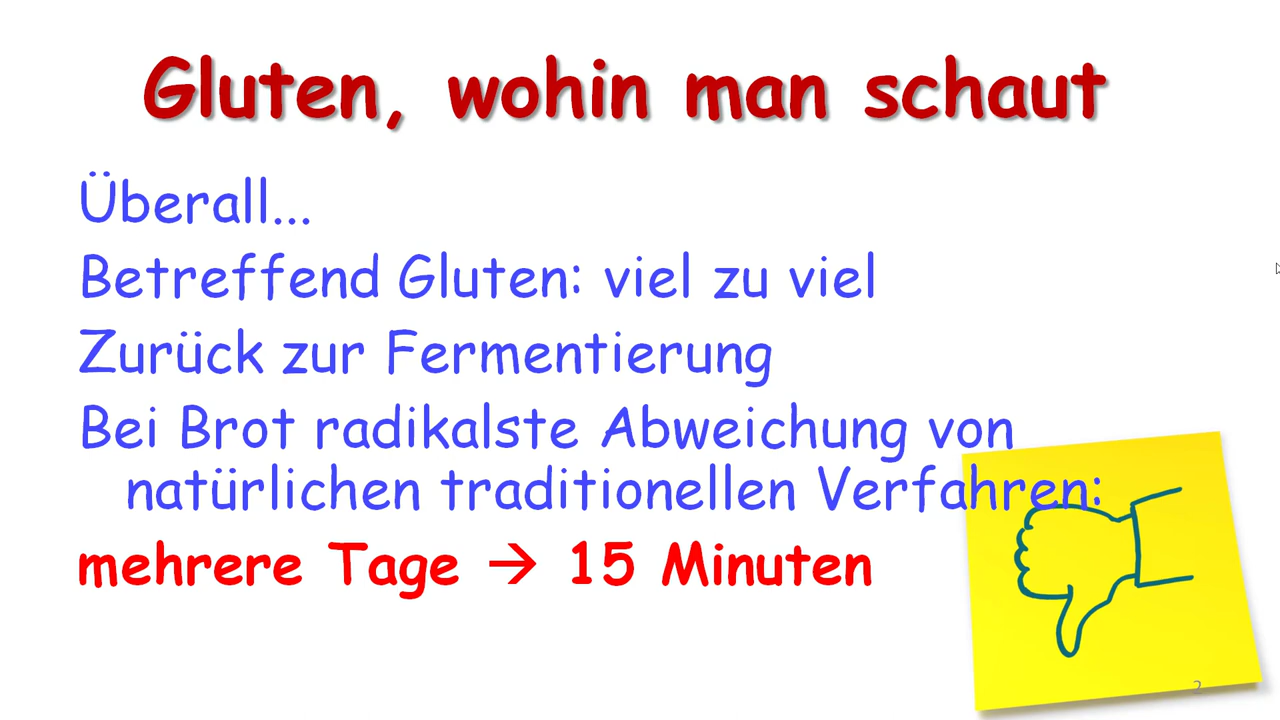 Gluten, wohin man schaut
Überall...
Betreffend Gluten: viel zu viel
Zurück zur Fermentierung
Bei Brot radikalste Abweichung von
natürlichen traditionellen Verfahren:
mehrere Tage → 15 Minuten
2